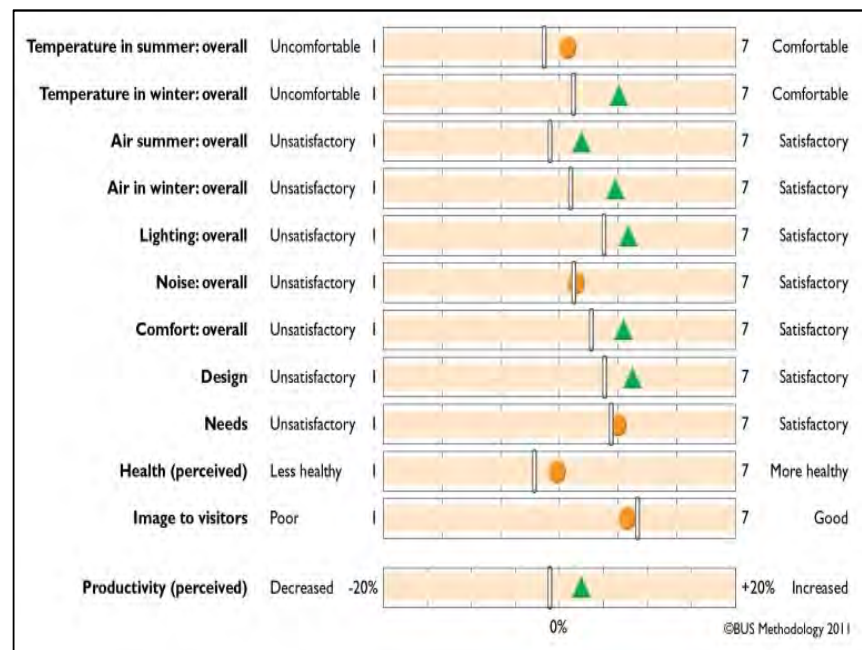 Temperature in summer: overall Uncomfortable 1 7 Comfortable
Temperature in winter: overall Uncomfortable 1 7 Comfortable
Air summer: overall Unsatisfactory 1 7 Satisfactory
Air in winter: overall Unsatisfactory 1 7 Satisfactory
Lighting: overall Unsatisfactory 1 7 Satisfactory
Noise: overall Unsatisfactory 1 7 Satisfactory
Comfort: overall Unsatisfactory 1 7 Satisfactory
Design Unsatisfactory 1 7 Satisfactory
Needs Unsatisfactory 1 7 Satisfactory
Health (perceived) Less healthy 1 7 More healthy
Image to visitors Poor 1 7 Good
Productivity (perceived) Decreased -20% +20% Increased
0% ©BUS Methodology 2011